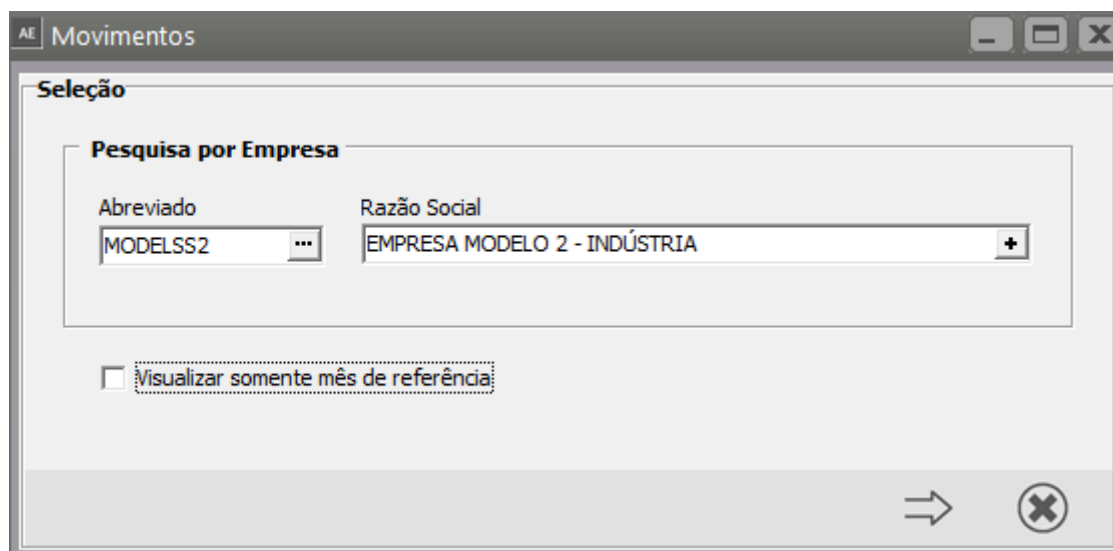 AE Movimentos
Seleção
Pesquisa por Empresa
Abreviado Razão Social
MODELSS2 ... EMPRESA MODELO 2 - INDÚSTRIA +
Visualizar somente mês de referência